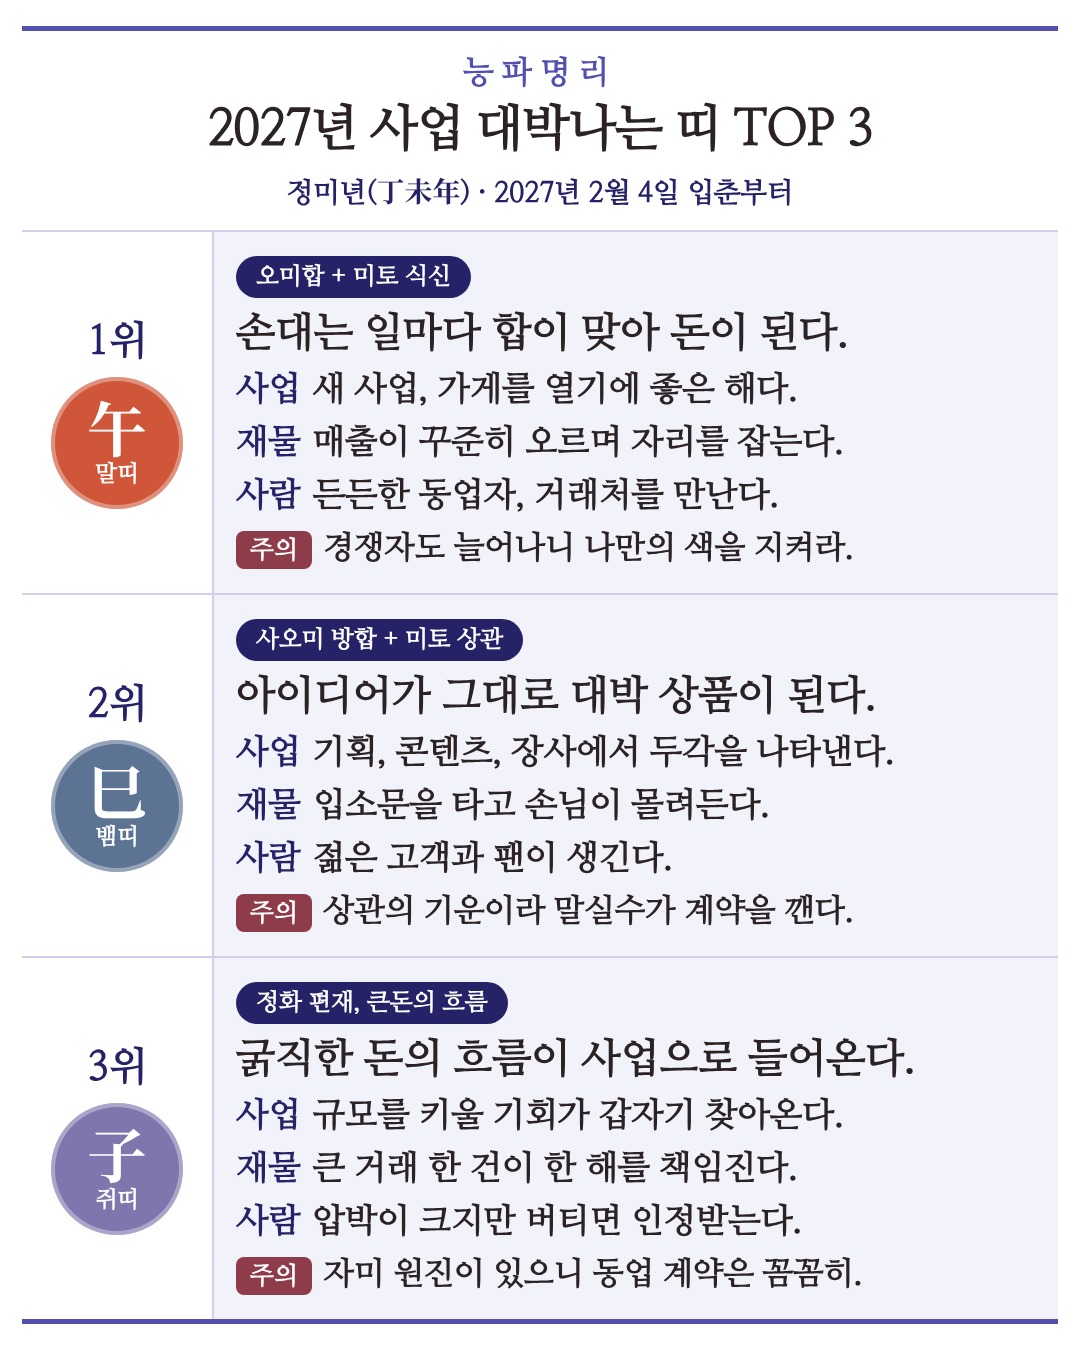 능파명리
2027년 사업 대박나는 띠 TOP 3
정미년(丁未年) · 2027년 2월 4일 입춘부터
1위
午
말띠
오미합 + 미토 식신
손대는 일마다 합이 맞아 돈이 된다.
사업 새 사업, 가게를 열기에 좋은 해다.
재물 매출이 꾸준히 오르며 자리를 잡는다.
사람 든든한 동업자, 거래처를 만난다.
주의 경쟁자도 늘어나니 나만의 색을 지켜라.
2위
巳
뱀띠
사오미 방합 + 미토 상관
아이디어가 그대로 대박 상품이 된다.
사업 기획, 콘텐츠, 장사에서 두각을 나타낸다.
재물 입소문을 타고 손님이 몰려든다.
사람 젊은 고객과 팬이 생긴다.
주의 상관의 기운이라 말실수가 계약을 깬다.
3위
子
쥐띠
정화 편재, 큰돈의 흐름
굵직한 돈의 흐름이 사업으로 들어온다.
사업 규모를 키울 기회가 갑자기 찾아온다.
재물 큰 거래 한 건이 한 해를 책임진다.
사람 압박이 크지만 버티면 인정받는다.
주의 자미 원진이 있으니 동업 계약은 꼼꼼히.